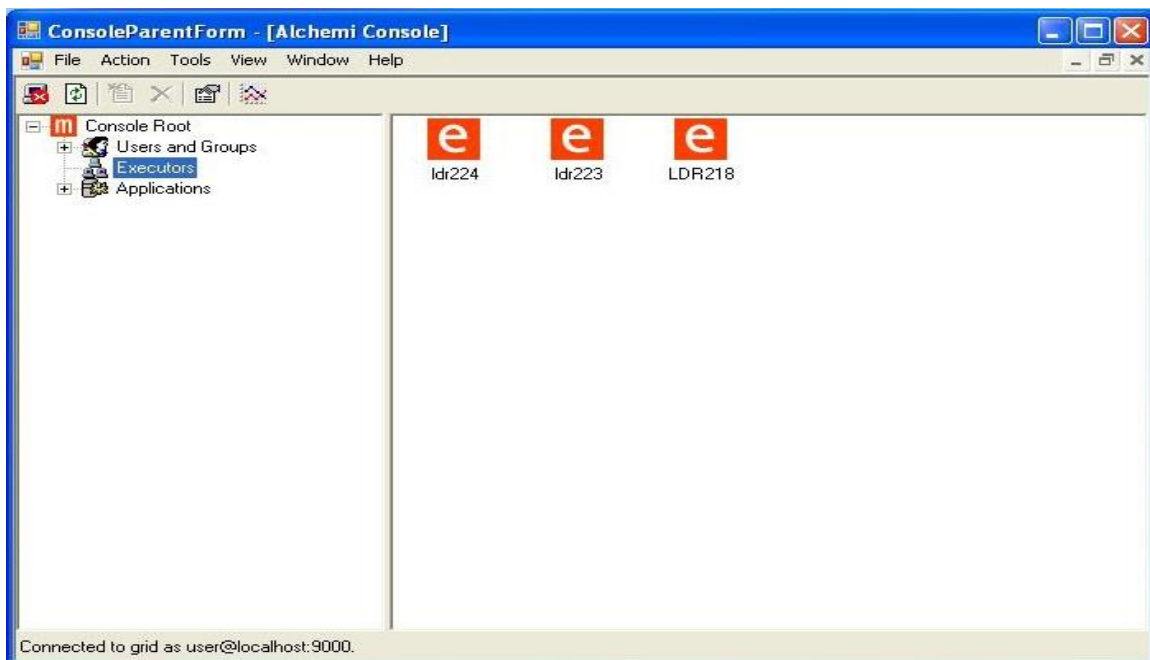 ConsoleParentForm - [Alchemi Console]
File Action Tools View Window Help
m Console Root
Users and Groups
Executors
Applications
e e e
ldr224 ldr223 LDR218
Connected to grid as user@localhost:9000.